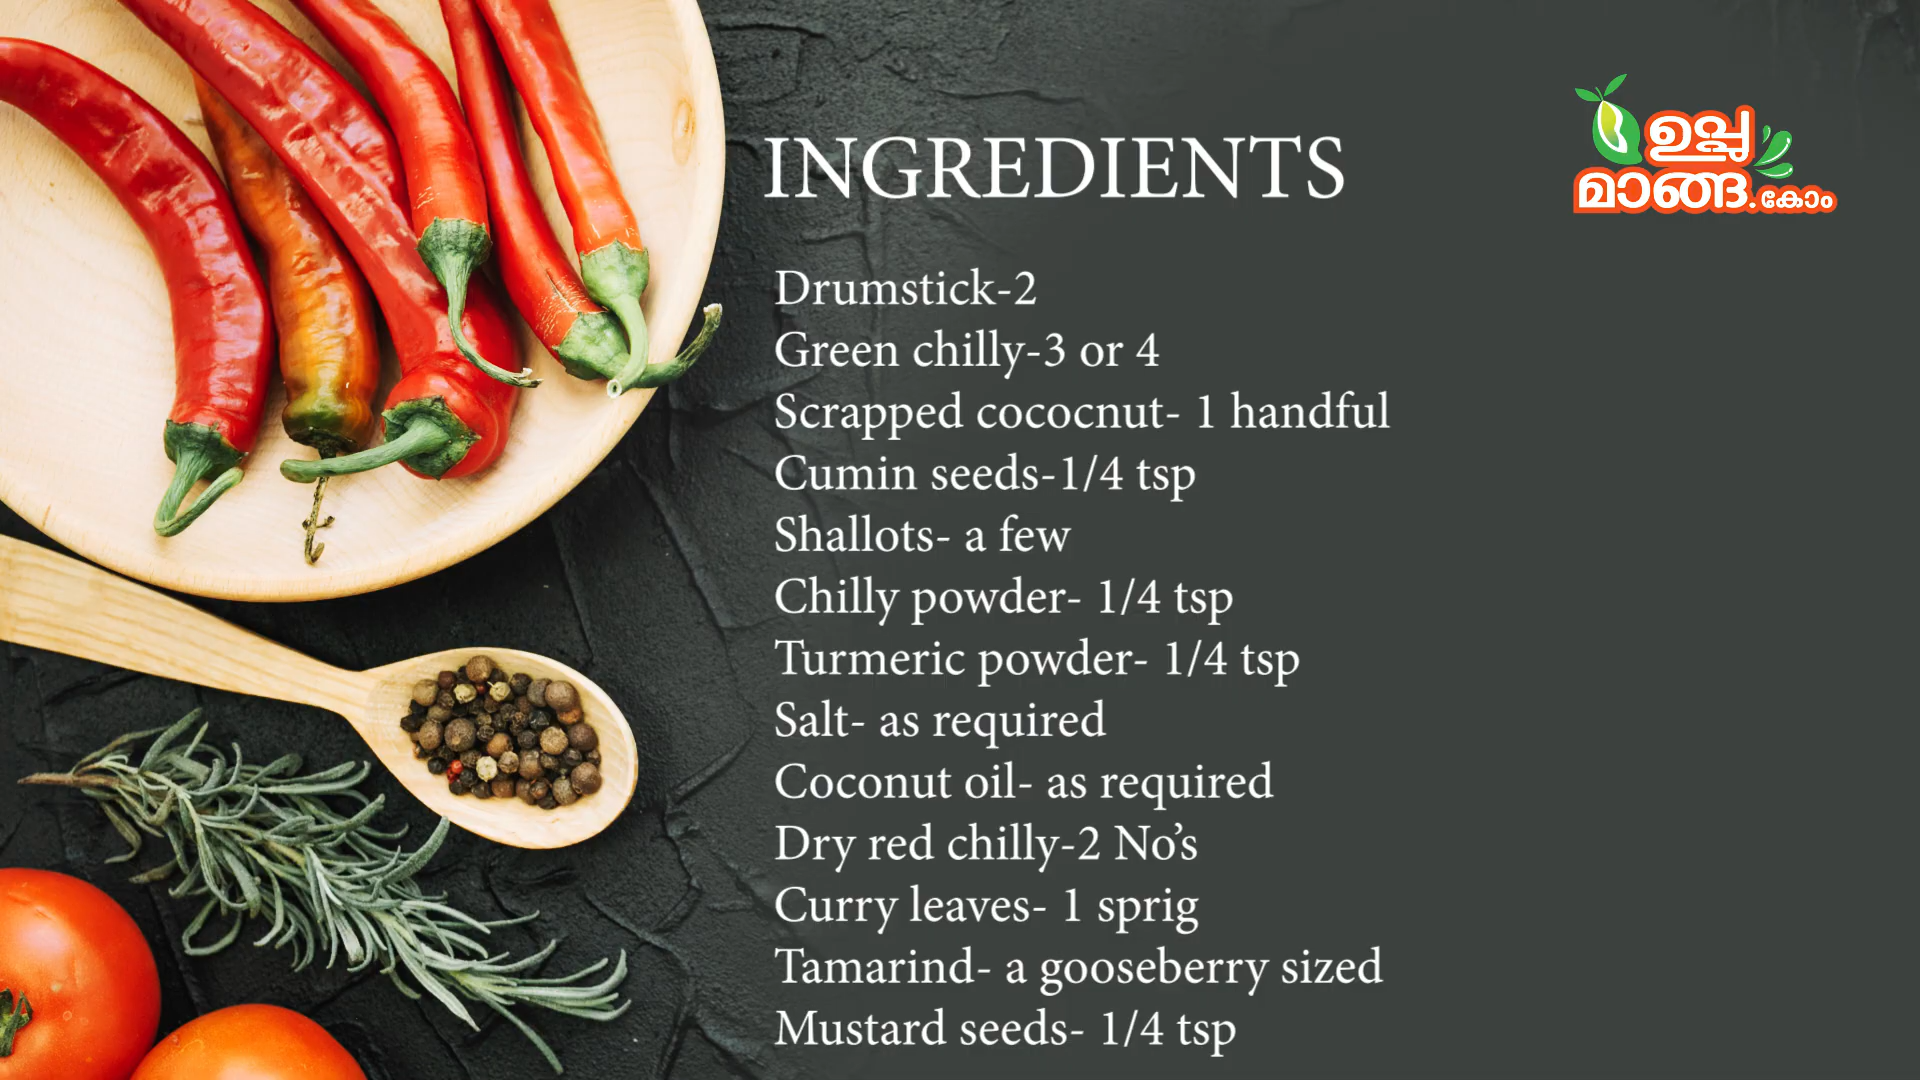 INGREDIENTS
ഉപ്പു
മാങ്ങ.കോം
Drumstick-2
Green chilly-3 or 4
Scrapped cococnut- 1 handful
Cumin seeds-1/4 tsp
Shallots- a few
Chilly powder- 1/4 tsp
Turmeric powder- 1/4 tsp
Salt- as required
Coconut oil- as required
Dry red chilly-2 No’s
Curry leaves- 1 sprig
Tamarind- a gooseberry sized
Mustard seeds- 1/4 tsp